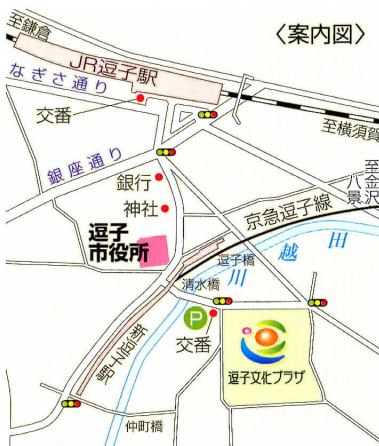 〈案内図〉
至鎌倉
JR逗子駅
なぎさ通り
交番
至横須賀
銀座通り
至金沢
八景
銀行
神社
京急逗子線
逗子
市役所
逗子橋
田
越
川
清水橋
新逗子駅
P
交番
逗子文化プラザ
仲町橋